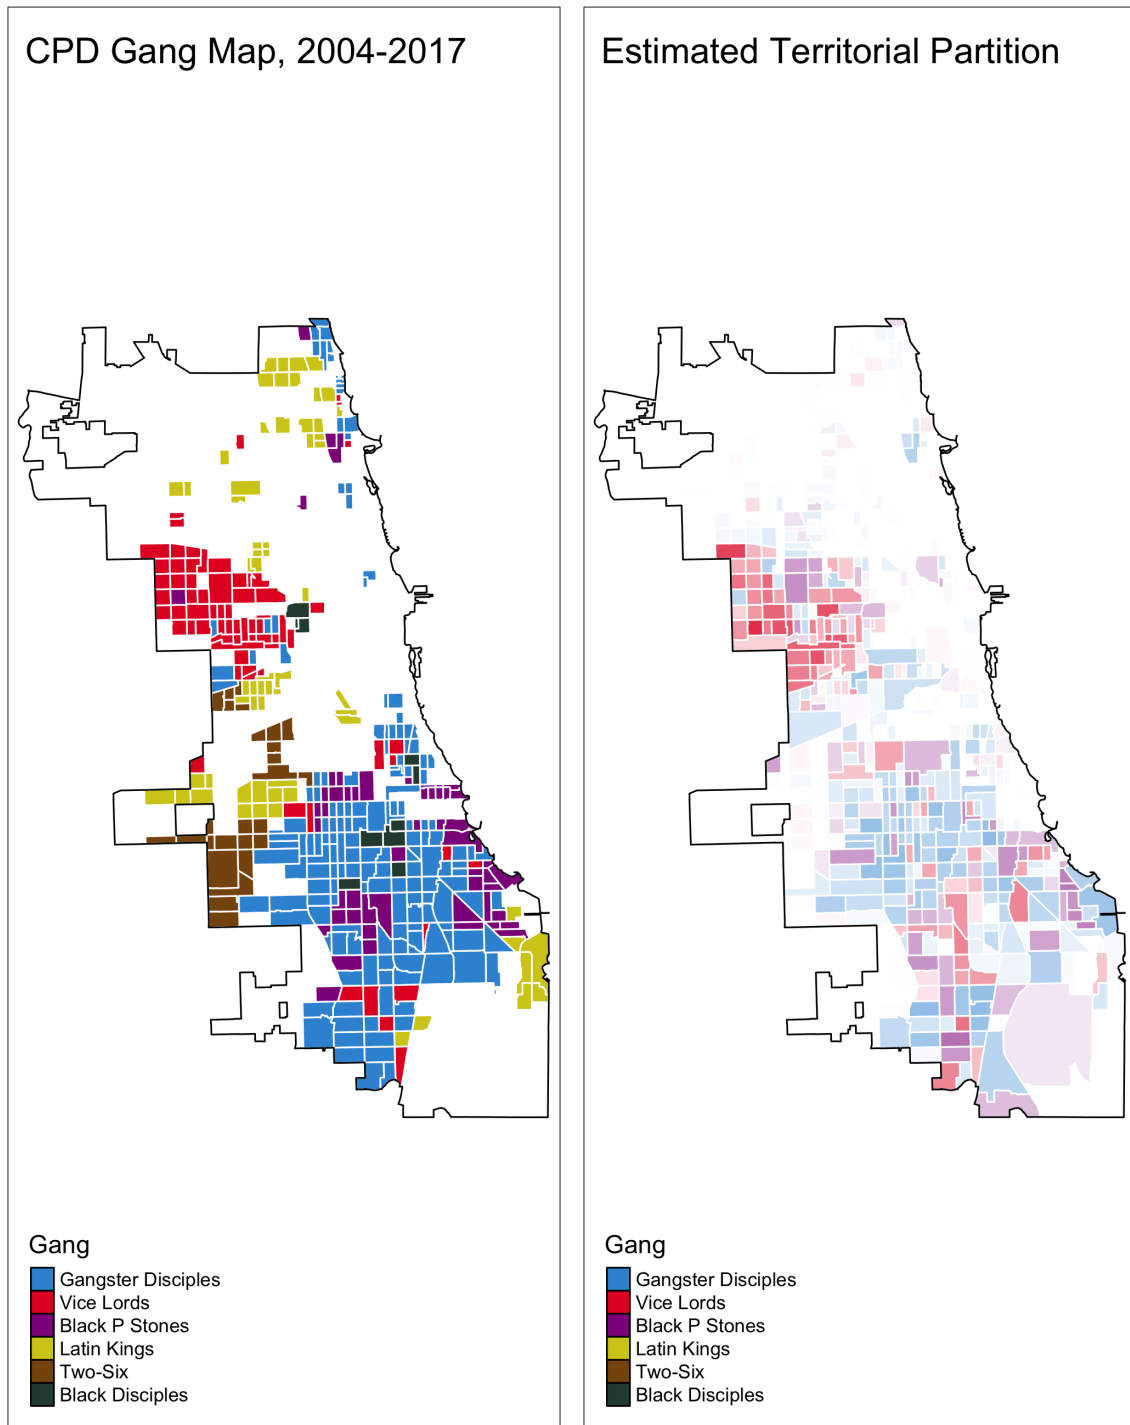 CPD Gang Map, 2004-2017
Gang
Gangster Disciples
Vice Lords
Black P Stones
Latin Kings
Two-Six
Black Disciples
Estimated Territorial Partition
Gang
Gangster Disciples
Vice Lords
Black P Stones
Latin Kings
Two-Six
Black Disciples